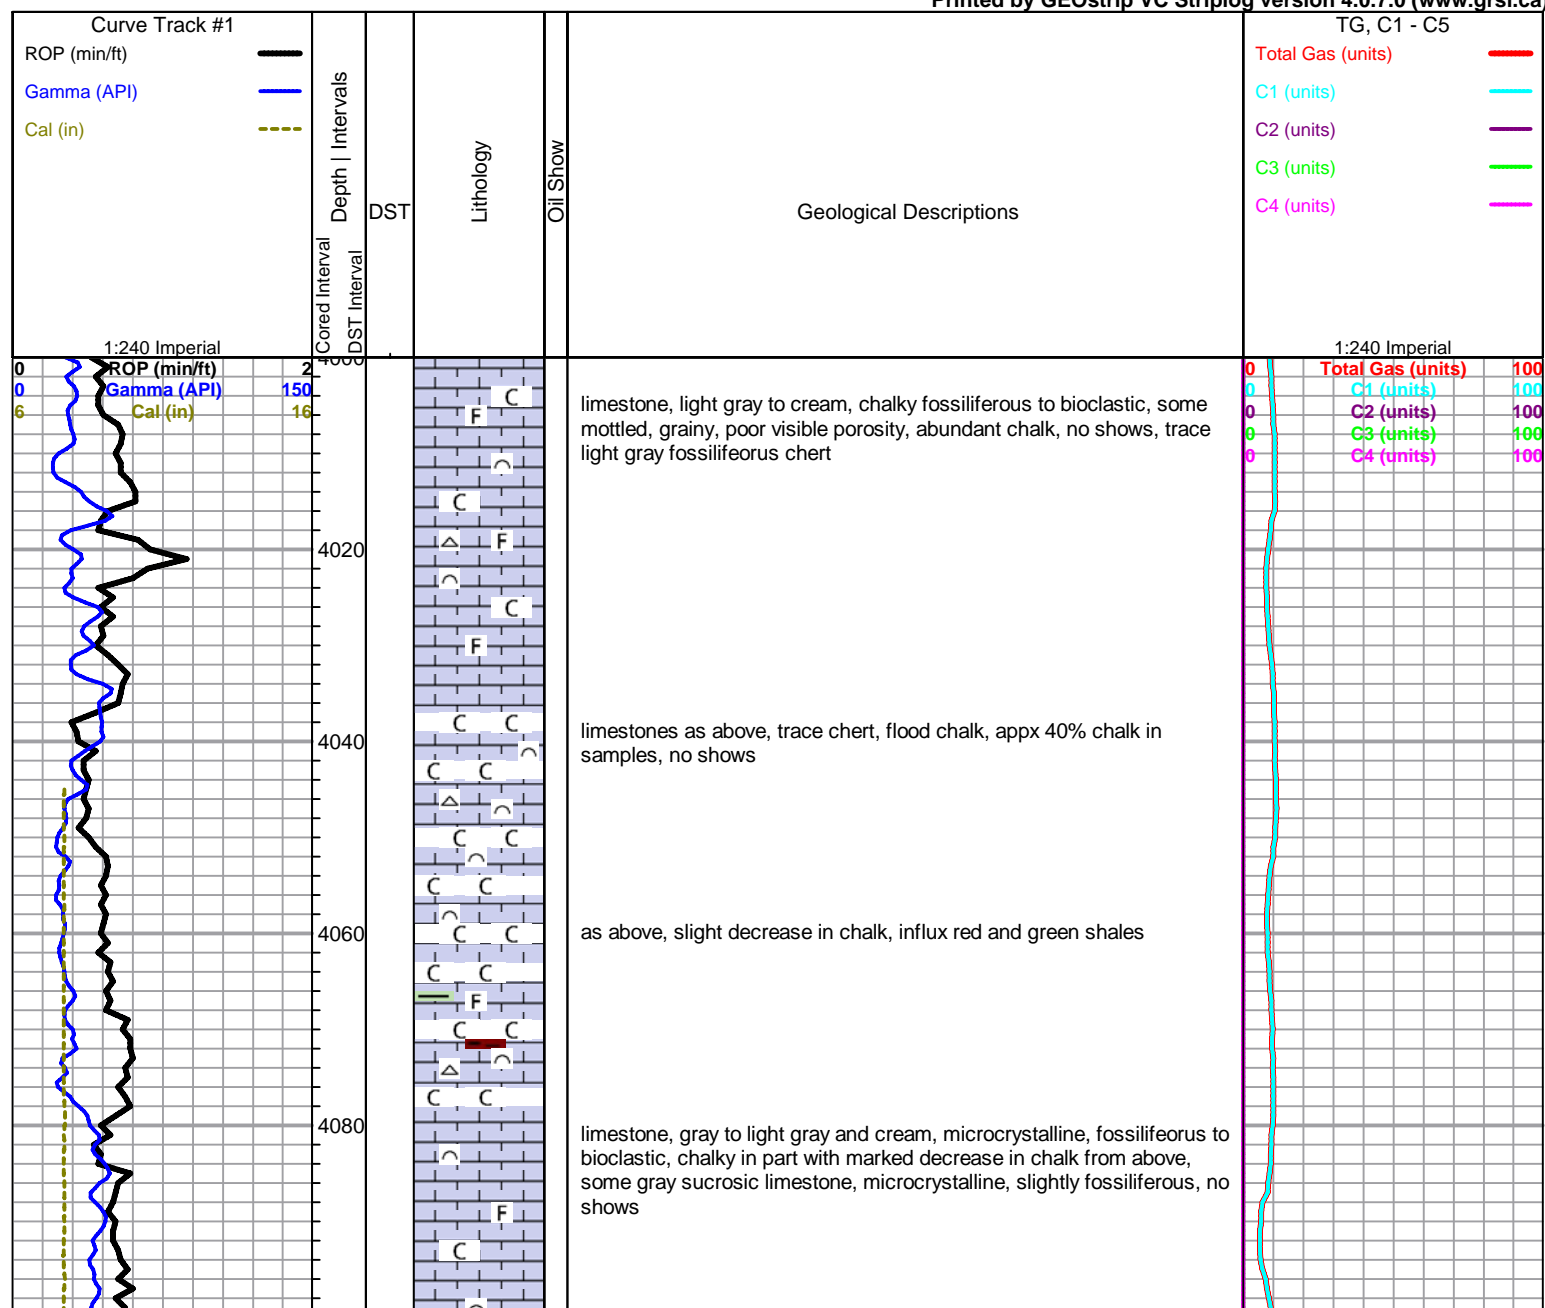 Printed by GEOstrip VC Striplog version 4.0.7.0 (www.grsi.ca)
Curve Track #1
ROP (min/ft)
Gamma (API)
Cal (in)
1:240 Imperial
Cored Interval
Depth | Intervals
DST Interval
DST
Lithology
Oil Show
Geological Descriptions
TG, C1 - C5
Total Gas (units)
C1 (units)
C2 (units)
C3 (units)
C4 (units)
1:240 Imperial
0 ROP (min/ft) 2
0 Gamma (API) 150
6 Cal (in) 16
0 Total Gas (units) 100
0 C1 (units) 100
0 C2 (units) 100
0 C3 (units) 100
0 C4 (units) 100
4000
C
F
limestone, light gray to cream, chalky fossiliferous to bioclastic, some
mottled, grainy, poor visible porosity, abundant chalk, no shows, trace
light gray fossilifeorus chert
C
F
4020
C
F
C C
4040
limestones as above, trace chert, flood chalk, appx 40% chalk in
samples, no shows
C C
C C
C C
C C
4060
as above, slight decrease in chalk, influx red and green shales
C C
F
C C
C C
4080
limestone, gray to light gray and cream, microcrystalline, fossilifeorus to
bioclastic, chalky in part with marked decrease in chalk from above,
some gray sucrosic limestone, microcrystalline, slightly fossiliferous, no
shows
F
C